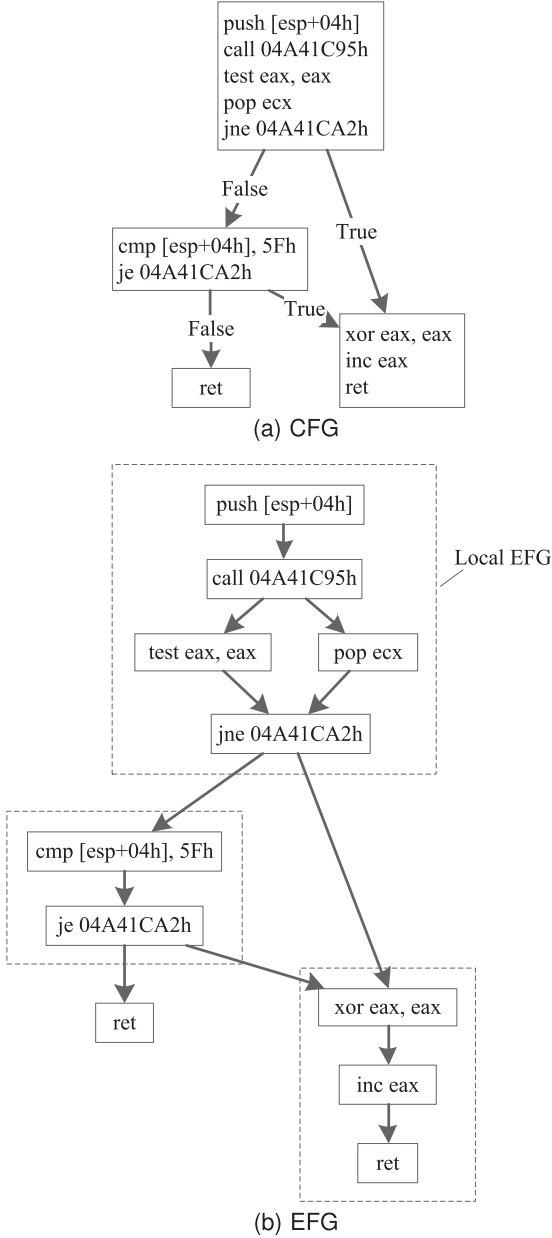 push [esp+04h]
call 04A41C95h
test eax, eax
pop ecx
jne 04A41CA2h
False
True
cmp [esp+04h], 5Fh
je 04A41CA2h
False
True
xor eax, eax
inc eax
ret
ret
(a) CFG
push [esp+04h]
Local EFG
call 04A41C95h
test eax, eax
pop ecx
jne 04A41CA2h
cmp [esp+04h], 5Fh
je 04A41CA2h
ret
xor eax, eax
inc eax
ret
(b) EFG